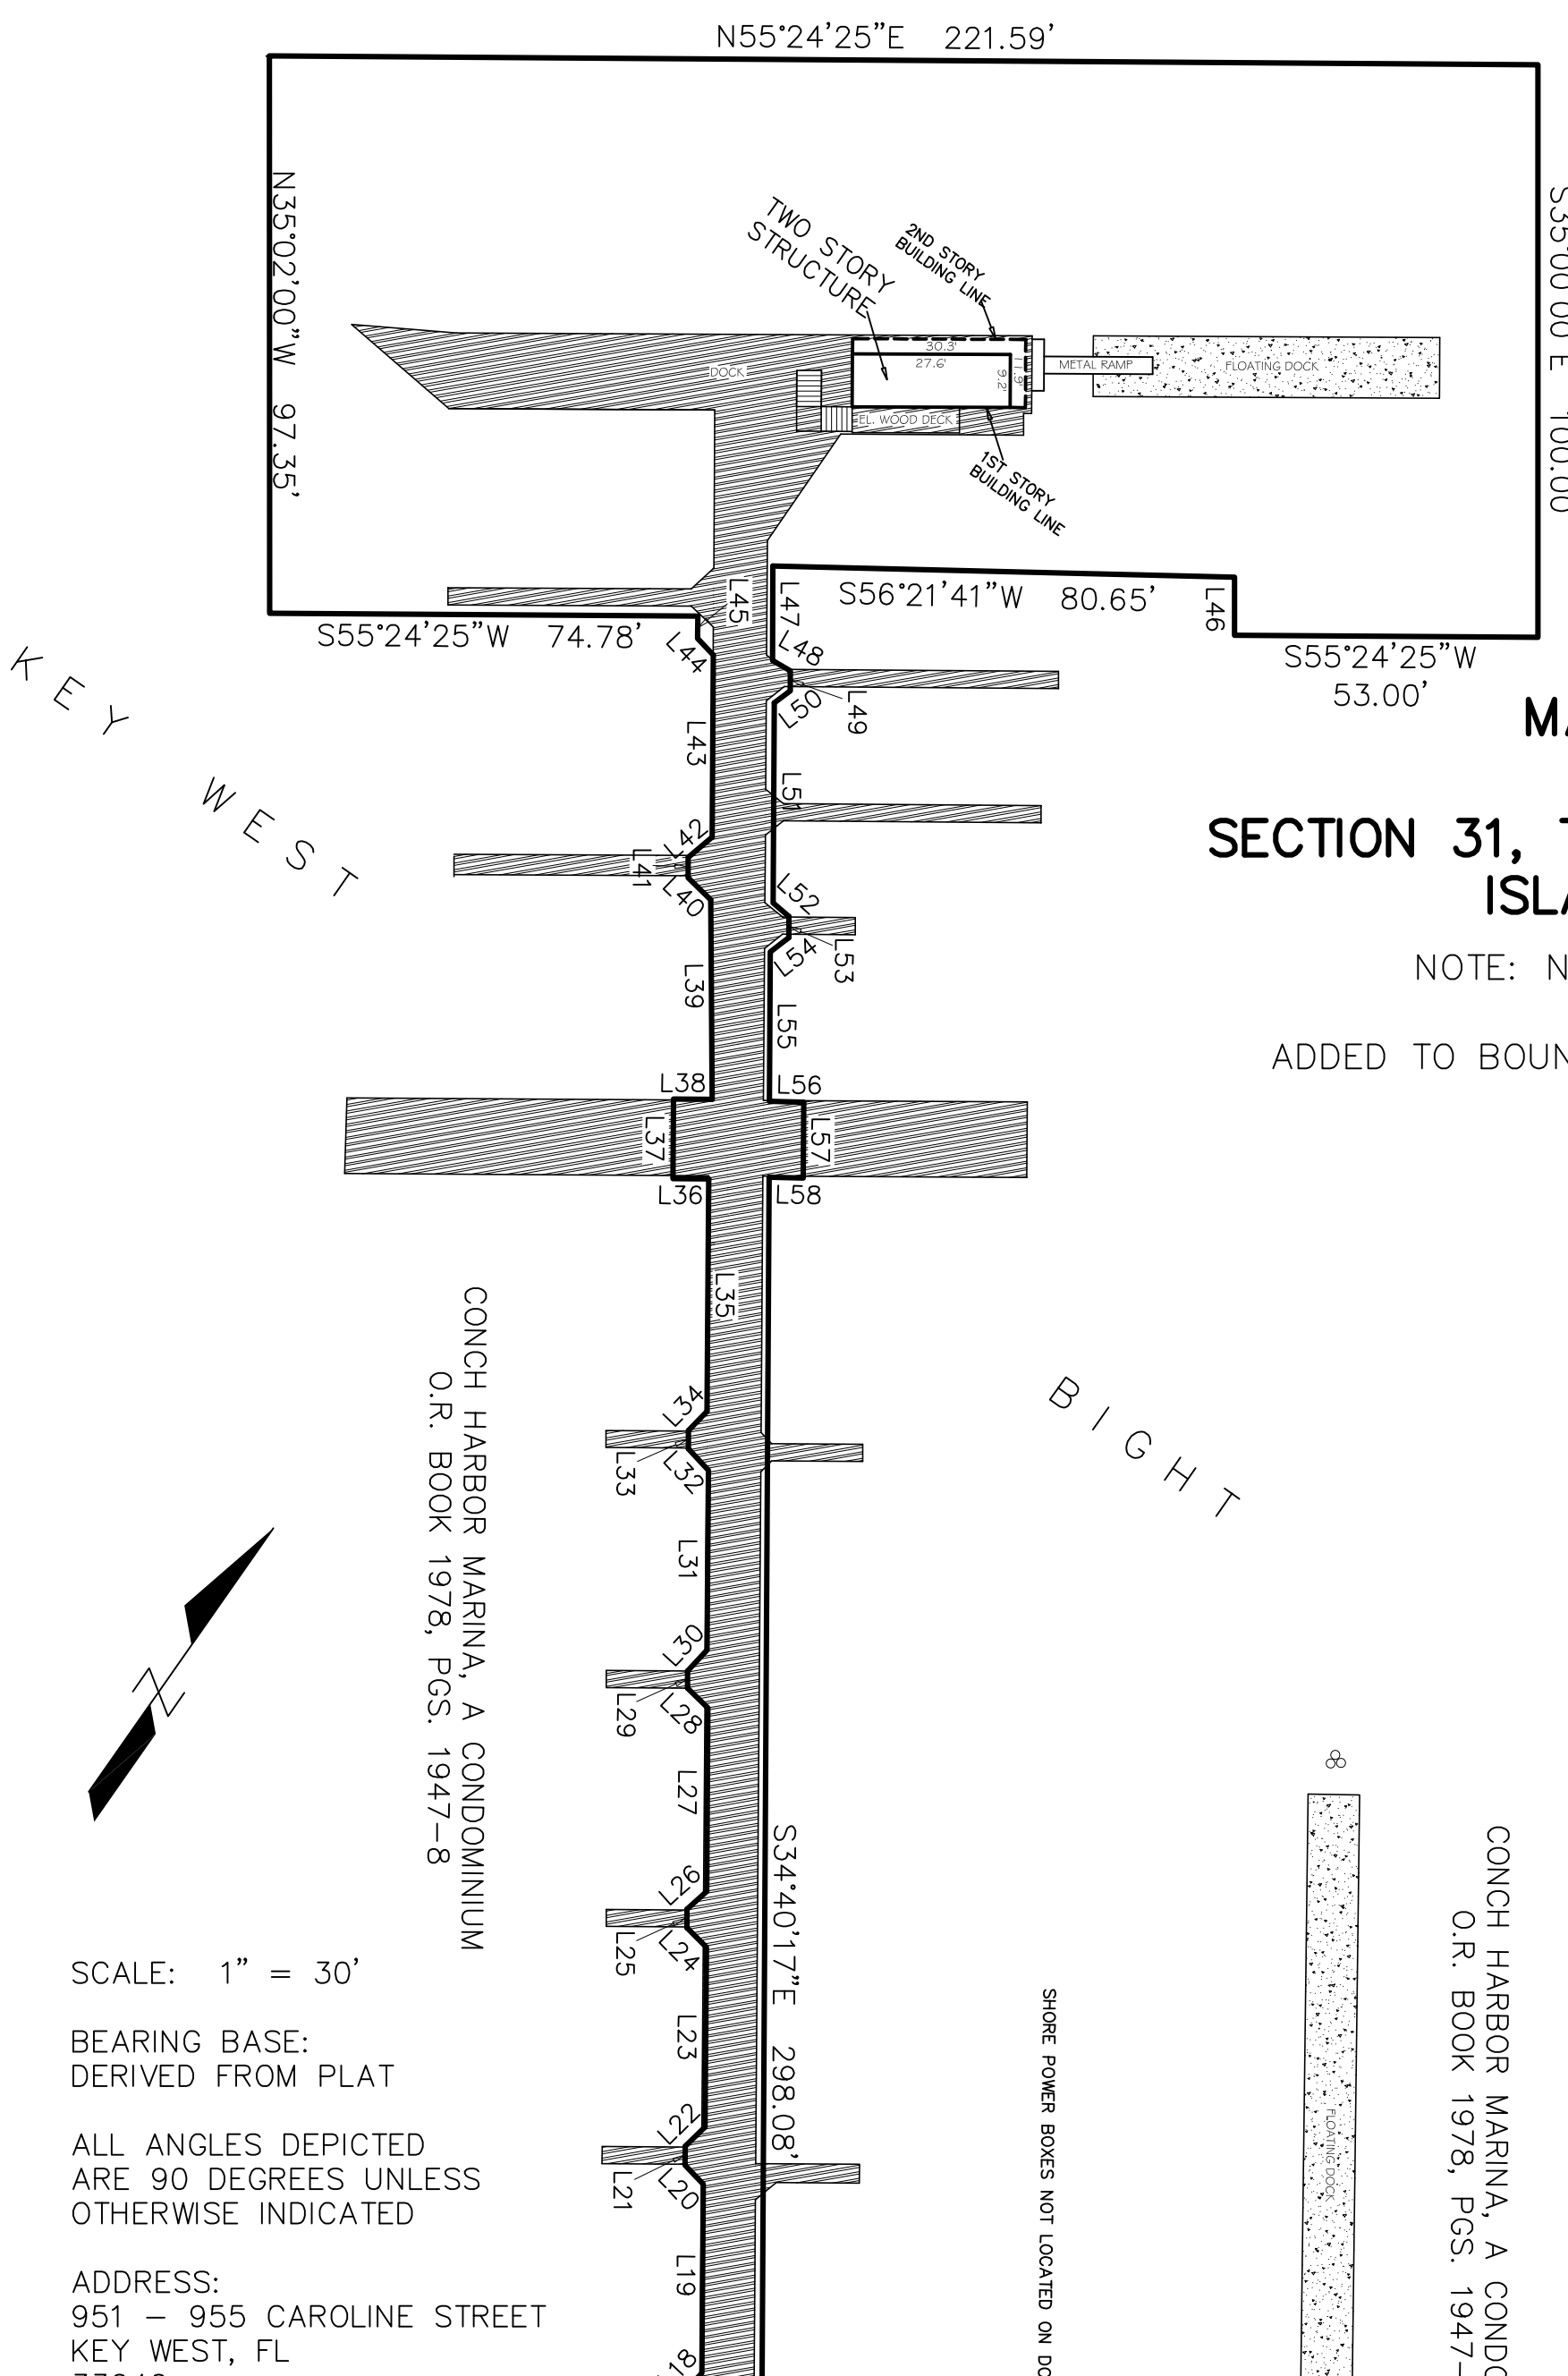 N55°24'25"E 221.59'
N35°02'00"W 97.35'
S35°00'00"E 100.00
TWO STORY
STRUCTURE
2ND STORY
BUILDING LINE
30.3'
27.6'
11.9'
9.2'
DOCK
METAL RAMP
FLOATING DOCK
EL. WOOD DECK
1ST STORY
BUILDING LINE
S56°21'41"W 80.65'
L45
L47
L46
S55°24'25"W 74.78'
L44
L48
S55°24'25"W
53.00'
L49
L50
L43
L51
KEY WEST
SECTION 31,
L42
L41
L40
L52
L53
L54
NOTE:
L39
L55
ADDED TO
L38
L56
L37
L57
L36
L58
L35
BIGHT
CONCH HARBOR MARINA, A CONDOMINIUM
O.R. BOOK 1978, PGS. 1947-8
L34
L33
L32
L31
L30
L29
L28
L27
S34°40'17"E 298.08'
L26
L25
L24
L23
L22
L21
L20
L19
SCALE: 1" = 30'
BEARING BASE:
DERIVED FROM PLAT
ALL ANGLES DEPICTED
ARE 90 DEGREES UNLESS
OTHERWISE INDICATED
ADDRESS:
951 - 955 CAROLINE STREET
KEY WEST, FL
SHORE POWER BOXES NOT LOCATED ON
FLOATING DOCK
CONCH HARBOR MARINA, A
O.R. BOOK 1978, PGS. 1947-